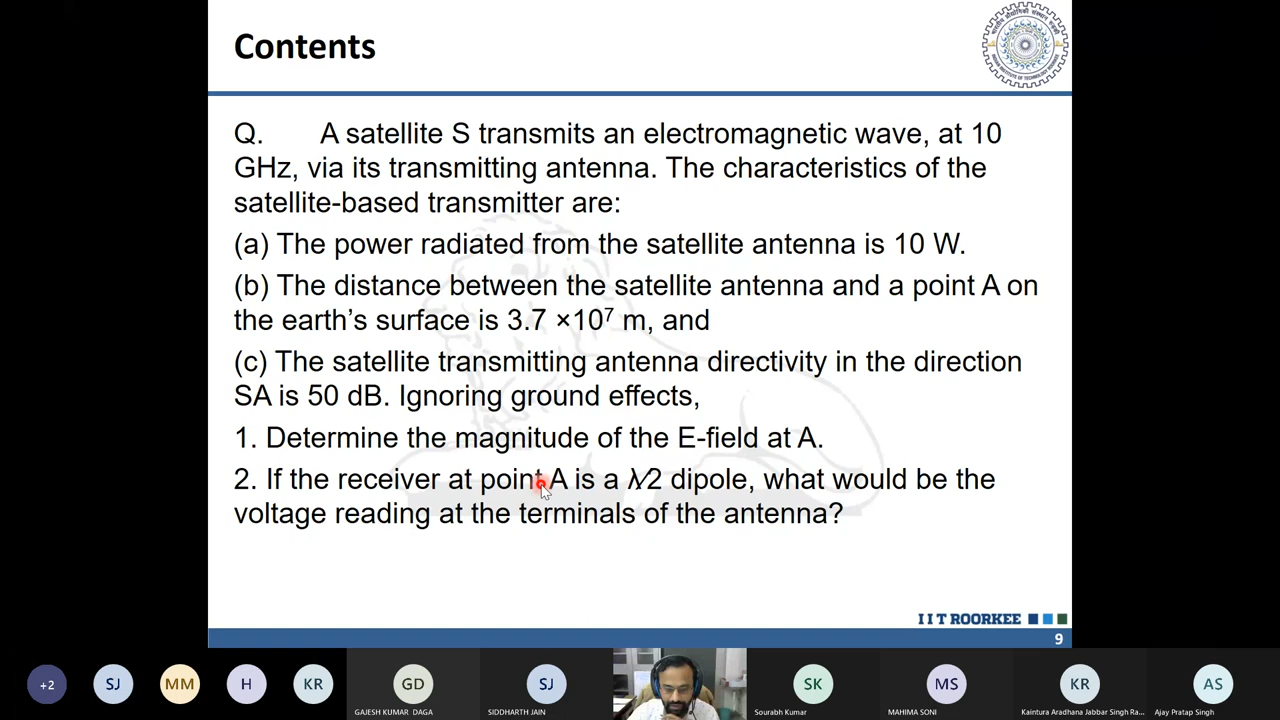 Contents
Q. A satellite S transmits an electromagnetic wave, at 10
GHz, via its transmitting antenna. The characteristics of the
satellite-based transmitter are:
(a) The power radiated from the satellite antenna is 10 W.
(b) The distance between the satellite antenna and a point A on
the earth's surface is 3.7 ×10⁷ m, and
(c) The satellite transmitting antenna directivity in the direction
SA is 50 dB. Ignoring ground effects,
1. Determine the magnitude of the E-field at A.
2. If the receiver at point A is a λ∕2 dipole, what would be the
voltage reading at the terminals of the antenna?
IIT ROORKEE
9
+2
SJ
MM
H
KR
GD
SJ
SK
MS
KR
AS
GAJESH KUMAR DAGA
SIDDHARTH JAIN
Sourabh Kumar
MAHIMA SONI
Kaintura Aradhana Jabbar Singh Ra...
Ajay Pratap Singh